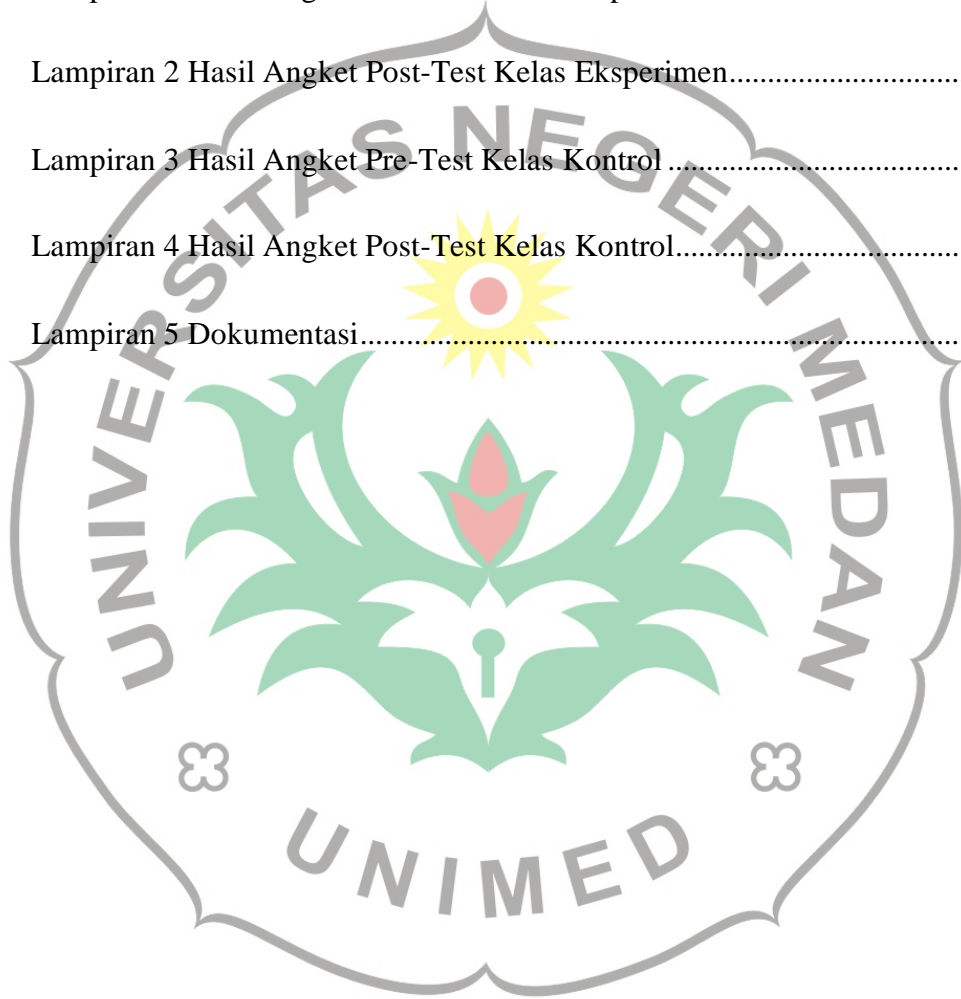 Lampiran 2 Hasil Angket Post-Test Kelas Eksperimen..............................
Lampiran 3 Hasil Angket Pre-Test Kelas Kontrol ......................................
Lampiran 4 Hasil Angket Post-Test Kelas Kontrol.....................................
Lampiran 5 Dokumentasi..............................................................................
UNIVERSITAS NEGERI MEDAN
UNIMED